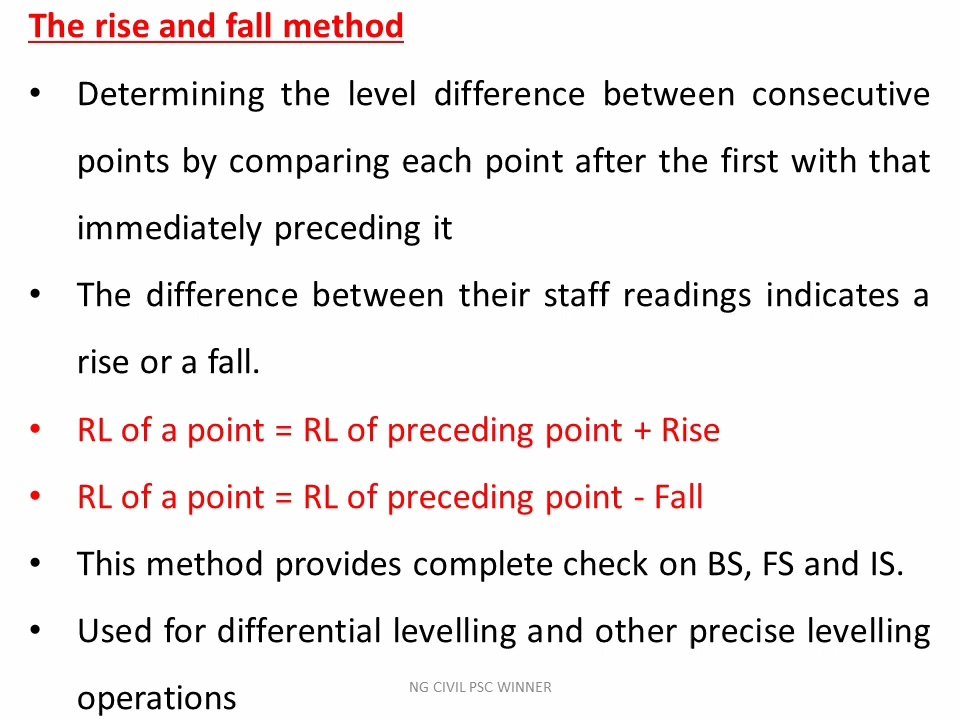 The rise and fall method
• Determining the level difference between consecutive
points by comparing each point after the first with that
immediately preceding it
• The difference between their staff readings indicates a
rise or a fall.
• RL of a point = RL of preceding point + Rise
• RL of a point = RL of preceding point - Fall
• This method provides complete check on BS, FS and IS.
• Used for differential levelling and other precise levelling
operations
NG CIVIL PSC WINNER